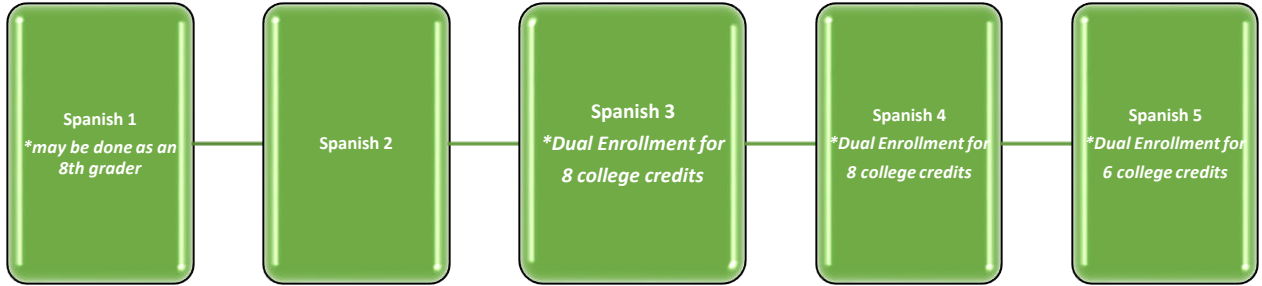 Spanish 1
*may be done as an
8th grader
Spanish 2
Spanish 3
*Dual Enrollment for
8 college credits
Spanish 4
*Dual Enrollment for
8 college credits
Spanish 5
*Dual Enrollment for
6 college credits